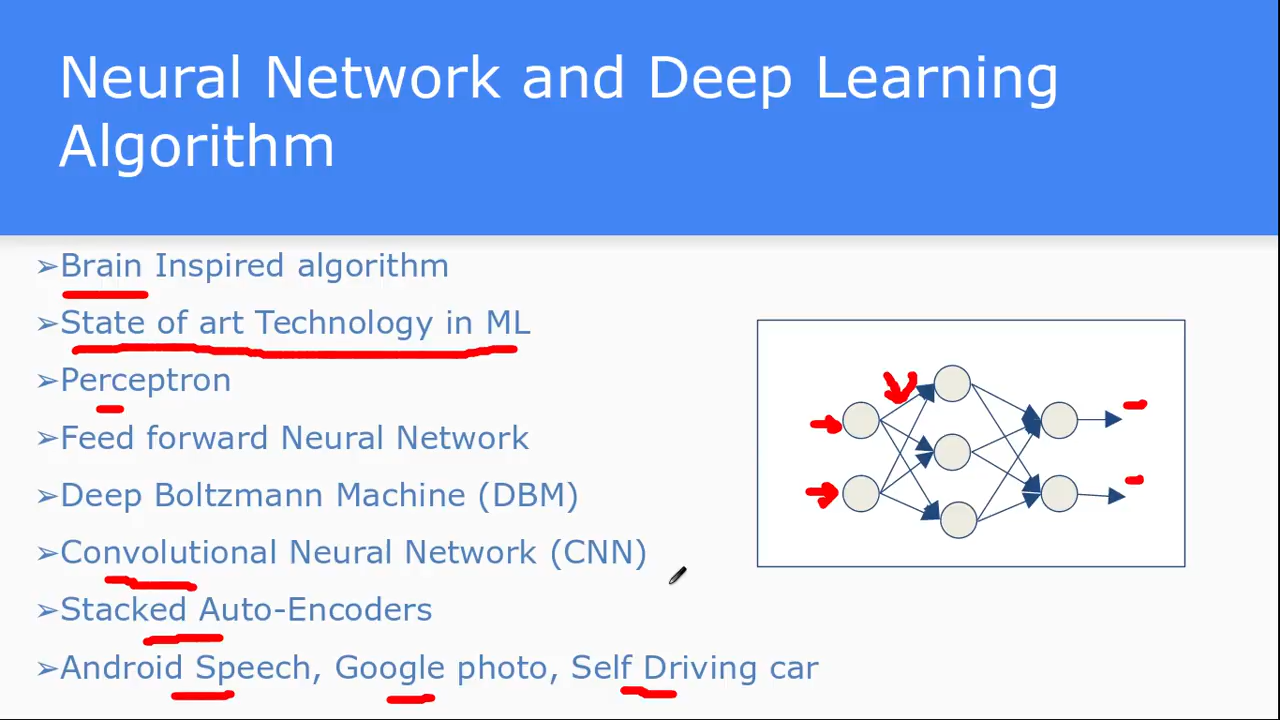 Neural Network and Deep Learning
Algorithm
➢Brain Inspired algorithm
➢State of art Technology in ML
➢Perceptron
➢Feed forward Neural Network
➢Deep Boltzmann Machine (DBM)
➢Convolutional Neural Network (CNN)
➢Stacked Auto-Encoders
➢Android Speech, Google photo, Self Driving car